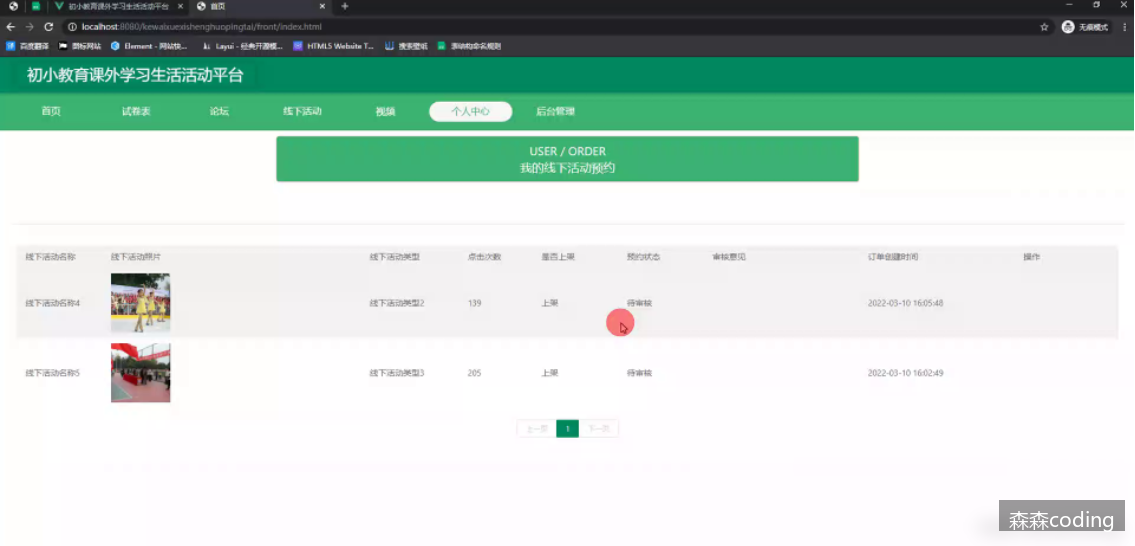 初小教育课外学习生活活动平台
首页
localhost:8080/kewaixuexishenghuopingtai/front/index.html
无痕模式
百度翻译 图标网站 Element - 网站快... Layui - 经典开源模... HTML5 Website T... 搜索壁纸
初小教育课外学习生活活动平台
首页 试卷表 论坛 线下活动 视频 个人中心 后台管理
USER / ORDER
我的线下活动预约
线下活动名称 线下活动照片 线下活动类型 点击次数 是否上架 预约状态 审核意见 订单创建时间 操作
线下活动名称4 线下活动类型2 139 上架 待审核 2022-03-10 16:05:48
线下活动名称5 线下活动类型3 205 上架 待审核 2022-03-10 16:02:49
上一页 1 下一页
森森coding